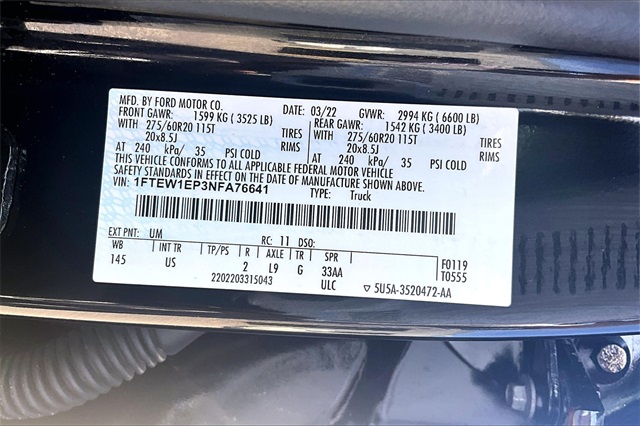 MFD. BY FORD MOTOR CO. DATE: 03/22 GVWR: 2994 KG ( 6600 LB)
FRONT GAWR: 1599 KG ( 3525 LB) REAR GAWR: 1542 KG ( 3400 LB)
WITH 275/60R20 115T TIRES WITH 275/60R20 115T TIRES
20x8.5J RIMS 20x8.5J RIMS
AT 240 kPa/ 35 PSI COLD AT 240 kPa/ 35 PSI COLD
THIS VEHICLE CONFORMS TO ALL APPLICABLE FEDERAL MOTOR VEHICLE
SAFETY STANDARDS IN EFFECT ON THE DATE OF MANUFACTURE SHOWN ABOVE.
VIN: 1FTEW1EP3NFA76641 TYPE: Truck
EXT PNT: UM RC: 11 DSO: F0119
WB INT TR TP/PS R AXLE TR SPR T0555
145 US 2 L9 G 33AA
2202203315043 ULC ▽ 5U5A-3520472-AA